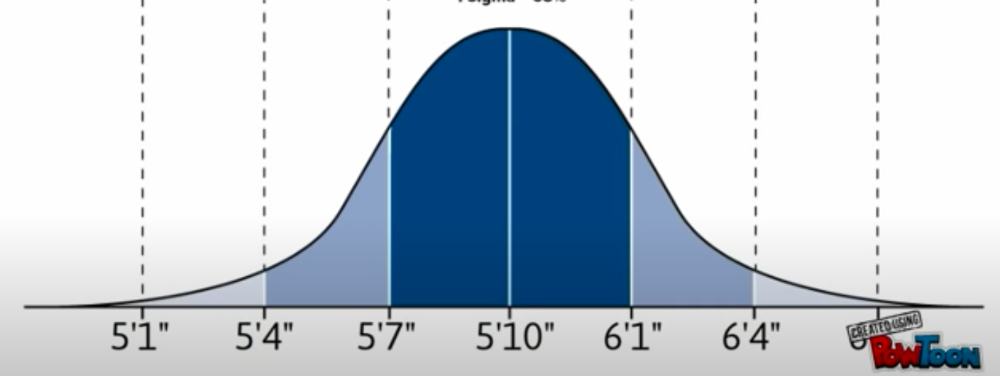 5'1" 5'4" 5'7" 5'10" 6'1" 6'4"
CREATED USING
POWTOON